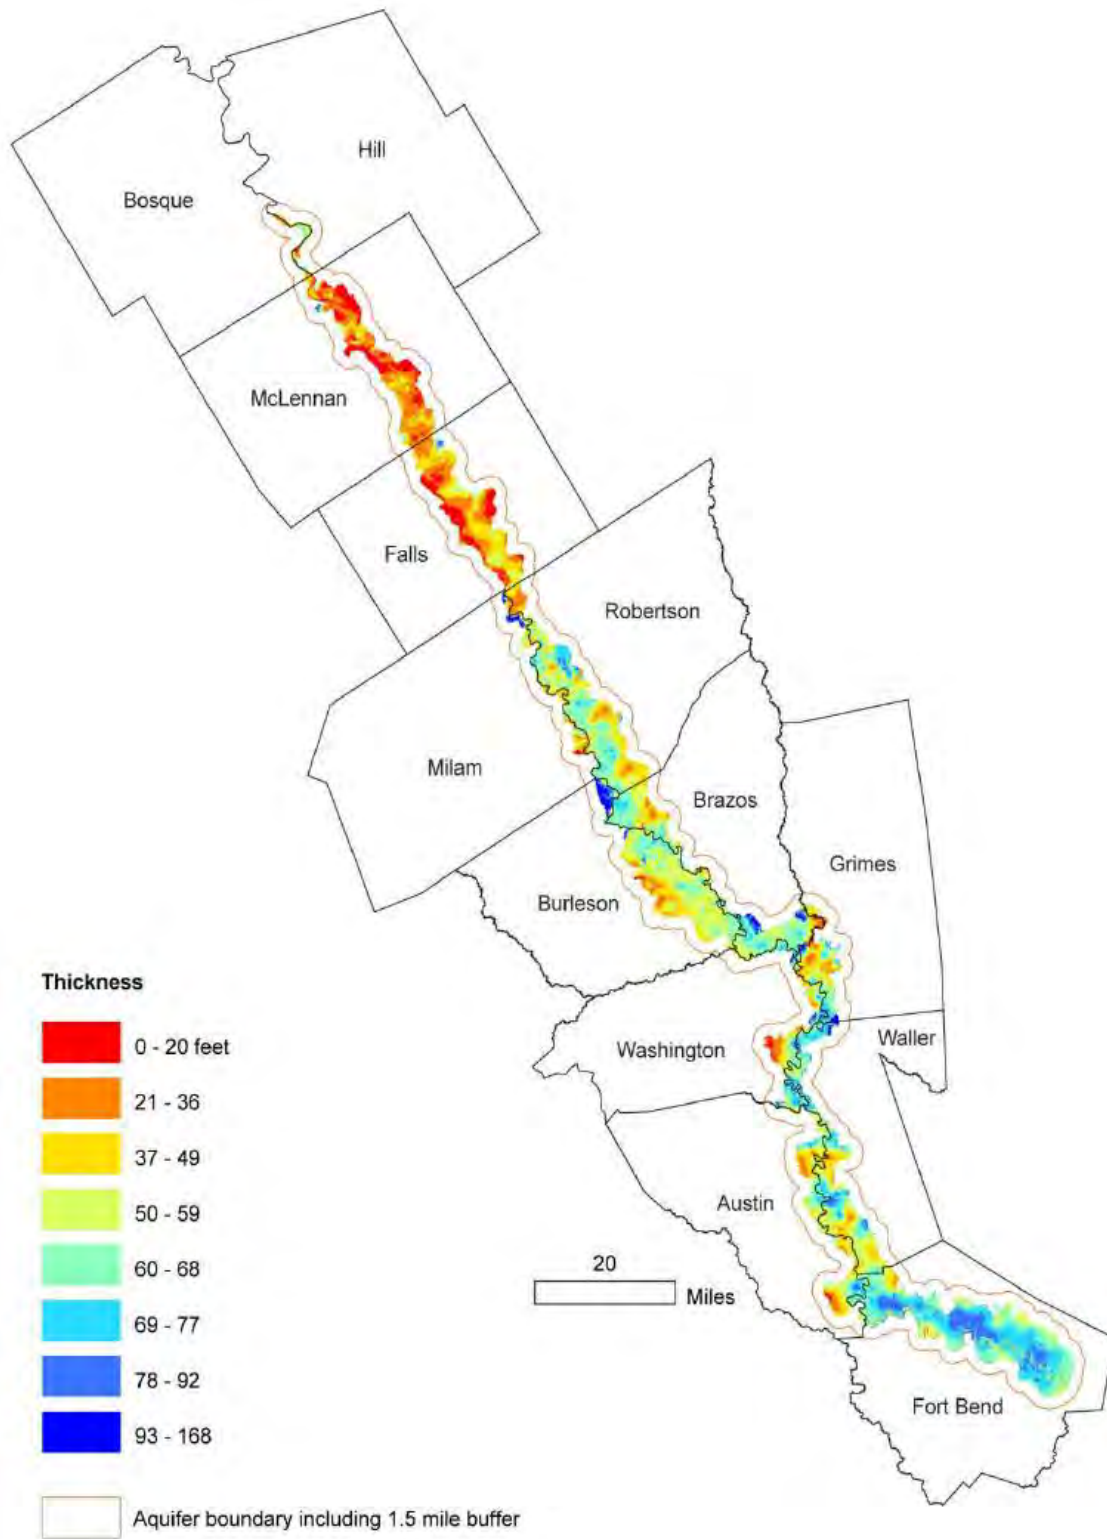 Hill
Bosque
McLennan
Falls
Robertson
Milam
Brazos
Grimes
Burleson
Thickness
0 - 20 feet
21 - 36
37 - 49
50 - 59
60 - 68
69 - 77
78 - 92
93 - 168
Washington
Waller
Austin
20
Miles
Fort Bend
Aquifer boundary including 1.5 mile buffer